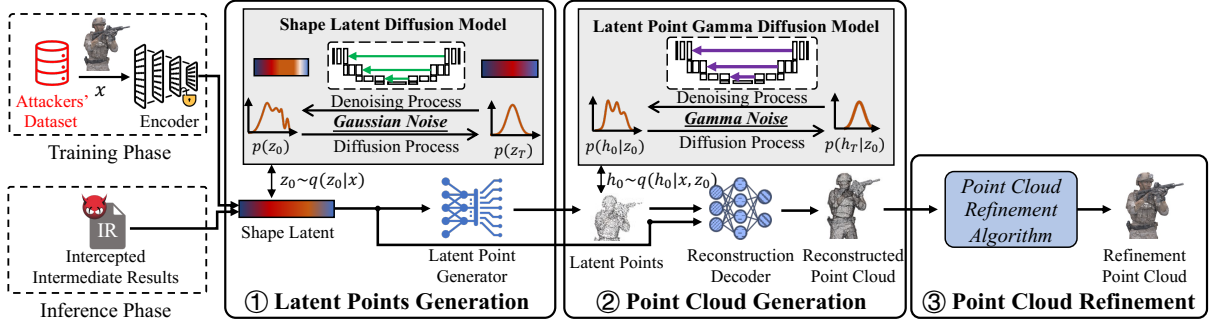 Attackers'
Dataset
x
Encoder
Training Phase
IR
Intercepted
Intermediate Results
Inference Phase
Shape Latent Diffusion Model
Denoising Process
Gaussian Noise
Diffusion Process
p(z₀)
p(z_T)
z₀~q(z₀|x)
Shape Latent
Latent Point
Generator
① Latent Points Generation
Latent Point Gamma Diffusion Model
Denoising Process
Gamma Noise
Diffusion Process
p(h₀|z₀)
p(h_T|z₀)
h₀~q(h₀|x, z₀)
Latent Points
Reconstruction
Decoder
Reconstructed
Point Cloud
② Point Cloud Generation
Point Cloud
Refinement
Algorithm
Refinement
Point Cloud
③ Point Cloud Refinement